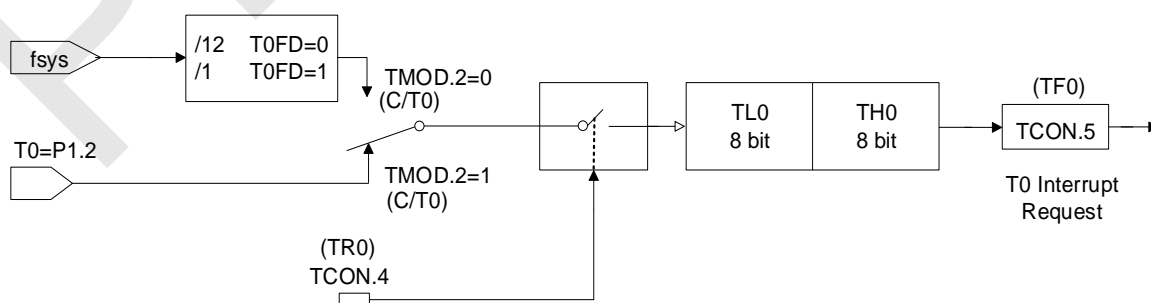 fsys
/12 T0FD=0
/1 T0FD=1
TMOD.2=0
(C/T0)
T0=P1.2
TMOD.2=1
(C/T0)
TL0
8 bit
TH0
8 bit
(TF0)
TCON.5
T0 Interrupt
Request
(TR0)
TCON.4